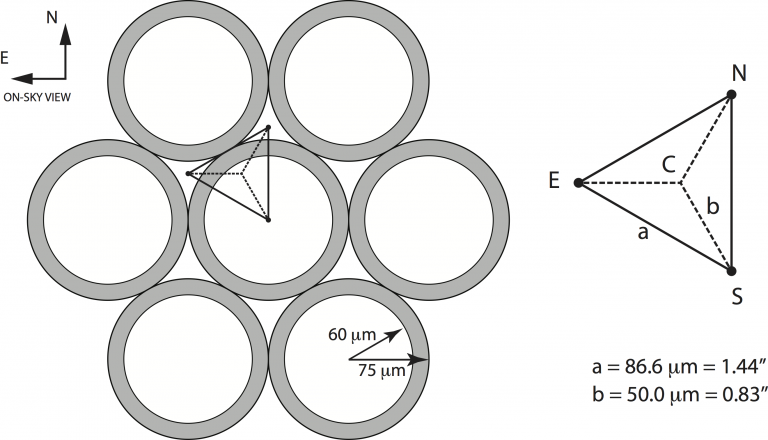 N
E
ON-SKY VIEW
60 μm
75 μm
N
E
C
b
a
S
a = 86.6 μm = 1.44″
b = 50.0 μm = 0.83″